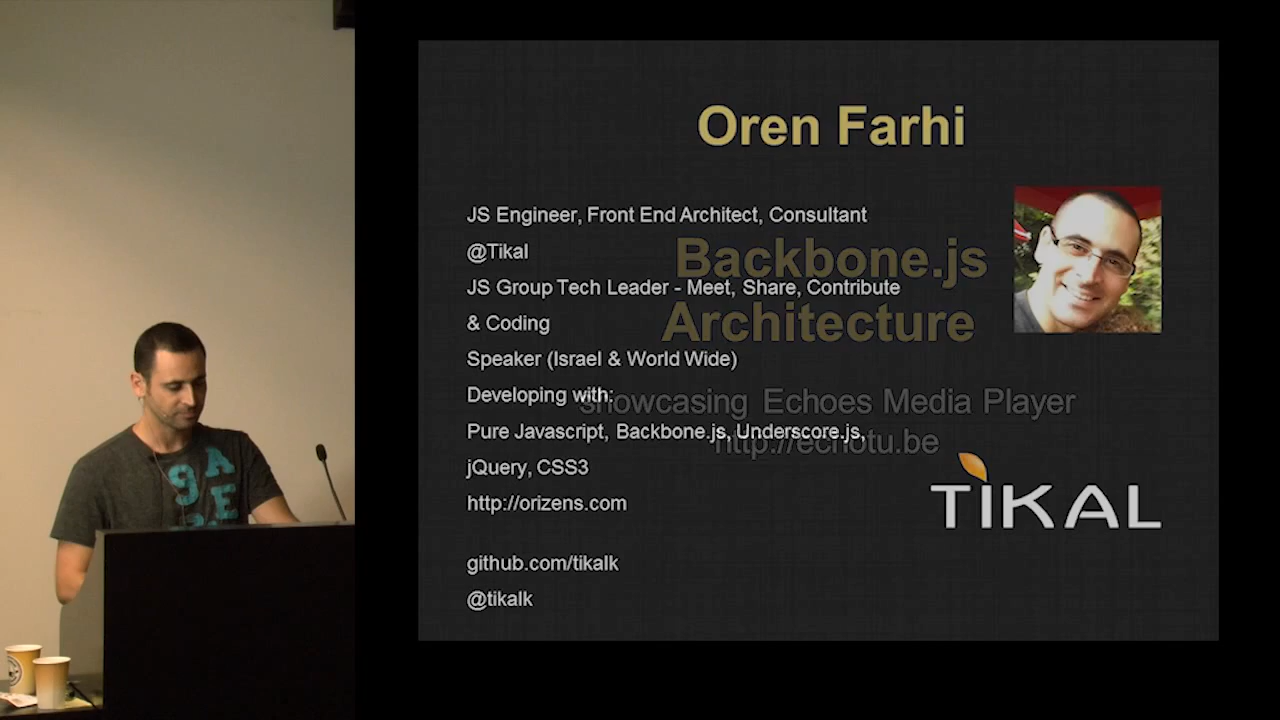 Oren Farhi
JS Engineer, Front End Architect, Consultant
@Tikal
Backbone.js
JS Group Tech Leader - Meet, Share, Contribute
& Coding
Architecture
Speaker (Israel & World Wide)
Developing with:
showcasing Echoes Media Player
Pure Javascript, Backbone.js, Underscore.js,
http://echotu.be
jQuery, CSS3
http://orizens.com
TIKAL
github.com/tikalk
@tikalk
9A